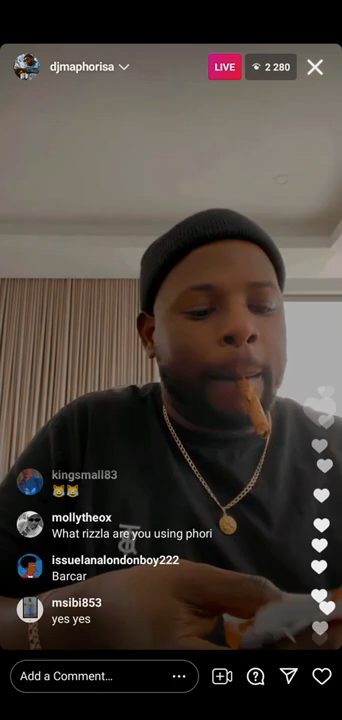 djmaphorisa
LIVE
2 280
kingsmall83
😹😹
mollytheox
What rizzla are you using phori
issuelanalondonboy222
Barcar
msibi853
yes yes
Add a Comment...